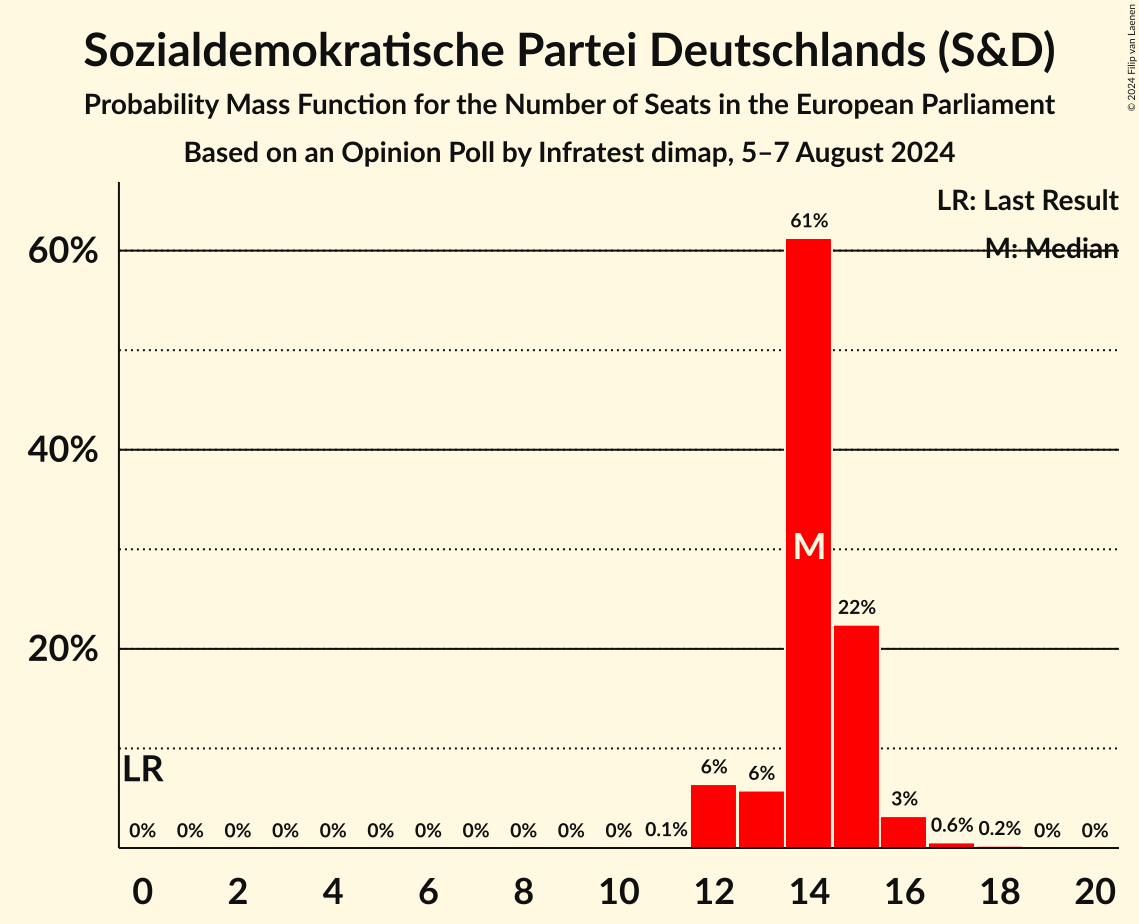 Sozialdemokratische Partei Deutschlands (S&D)
Probability Mass Function for the Number of Seats in the European Parliament
Based on an Opinion Poll by Infratest dimap, 5–7 August 2024
© 2024 Filip van Laenen
LR: Last Result
M: Median
60%
40%
20%
61%
M
22%
LR
6%
6%
3%
0% 0% 0% 0% 0% 0% 0% 0% 0% 0% 0% 0.1% 0.6% 0.2% 0% 0%
0 2 4 6 8 10 12 14 16 18 20